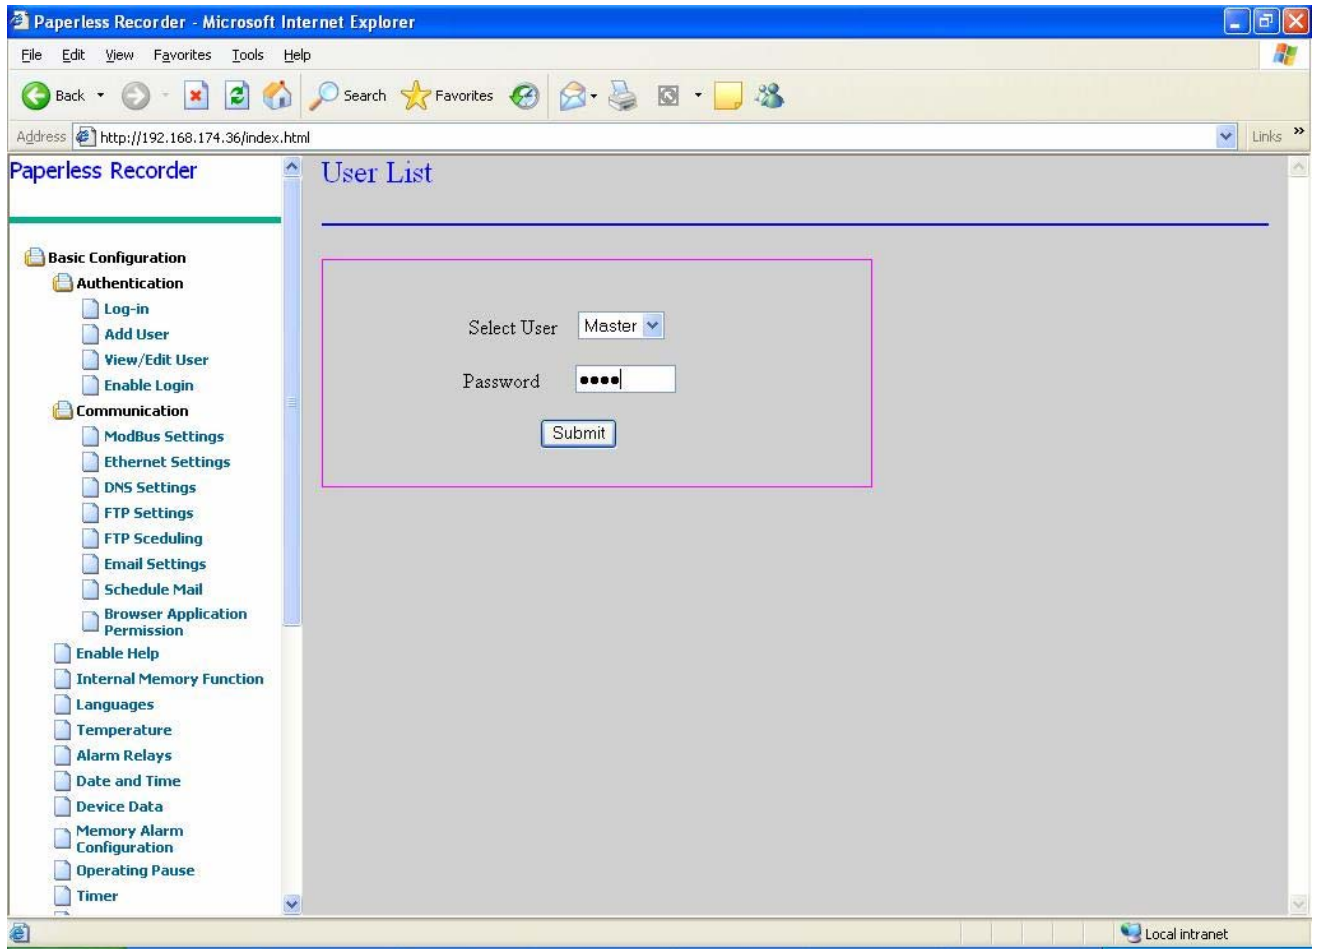 Paperless Recorder - Microsoft Internet Explorer
File Edit View Favorites Tools Help
Back Search Favorites
Address http://192.168.174.36/index.html Links »
Paperless Recorder
Basic Configuration
Authentication
Log-in
Add User
View/Edit User
Enable Login
Communication
ModBus Settings
Ethernet Settings
DNS Settings
FTP Settings
FTP Sceduling
Email Settings
Schedule Mail
Browser Application
Permission
Enable Help
Internal Memory Function
Languages
Temperature
Alarm Relays
Date and Time
Device Data
Memory Alarm
Configuration
Operating Pause
Timer
User List
Select User Master
Password ••••
Submit
Local intranet